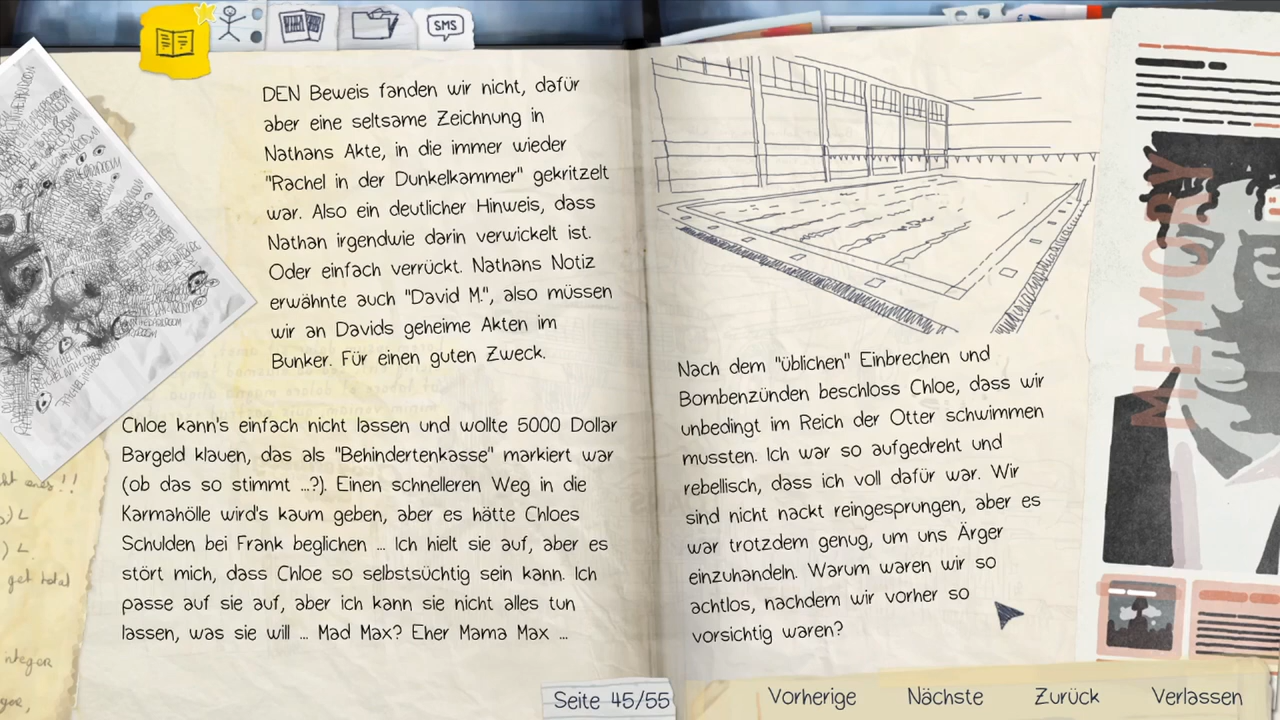 SMS
DEN Beweis fanden wir nicht, dafür
aber eine seltsame Zeichnung in
Nathans Akte, in die immer wieder
"Rachel in der Dunkelkammer" gekritzelt
war. Also ein deutlicher Hinweis, dass
Nathan irgendwie darin verwickelt ist.
Oder einfach verrückt. Nathans Notiz
erwähnte auch "David M.", also müssen
wir an Davids geheime Akten im
Bunker. Für einen guten Zweck.
Chloe kann's einfach nicht lassen und wollte 5000 Dollar
Bargeld klauen, das als "Behindertenkasse" markiert war
(ob das so stimmt ...?). Einen schnelleren Weg in die
Karmahölle wird's kaum geben, aber es hätte Chloes
Schulden bei Frank beglichen ... Ich hielt sie auf, aber es
stört mich, dass Chloe so selbstsüchtig sein kann. Ich
passe auf sie auf, aber ich kann sie nicht alles tun
lassen, was sie will ... Mad Max? Eher Mama Max ...
Nach dem "üblichen" Einbrechen und
Bombenzünden beschloss Chloe, dass wir
unbedingt im Reich der Otter schwimmen
mussten. Ich war so aufgedreht und
rebellisch, dass ich voll dafür war. Wir
sind nicht nackt reingesprungen, aber es
war trotzdem genug, um uns Ärger
einzuhandeln. Warum waren wir so
achtlos, nachdem wir vorher so
vorsichtig waren?
MEMORY
get total
integer
Seite 45/55
Vorherige
Nächste
Zurück
Verlassen